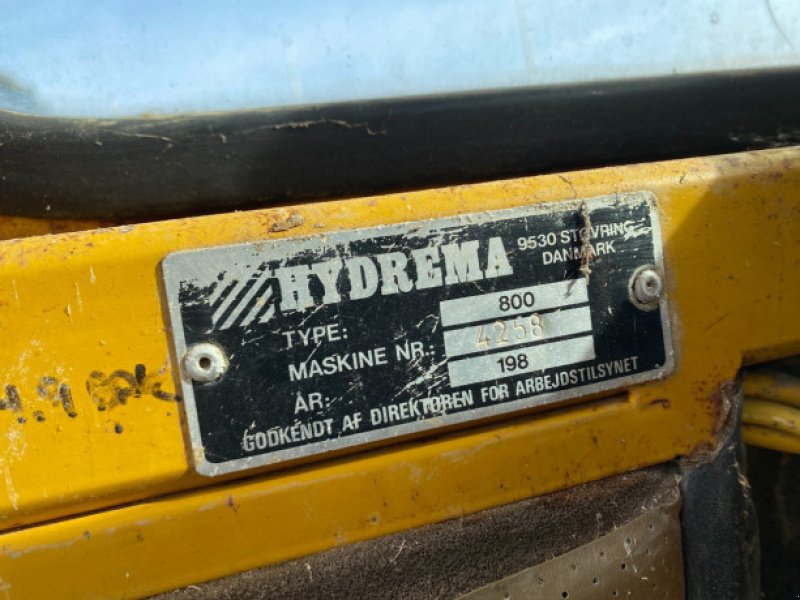 HYDREMA
9530 STØVRING
DANMARK
TYPE: 800
MASKINE NR.: 4258
ÅR: 198
GODKENDT AF DIREKTØREN FOR ARBEJDSTILSYNET